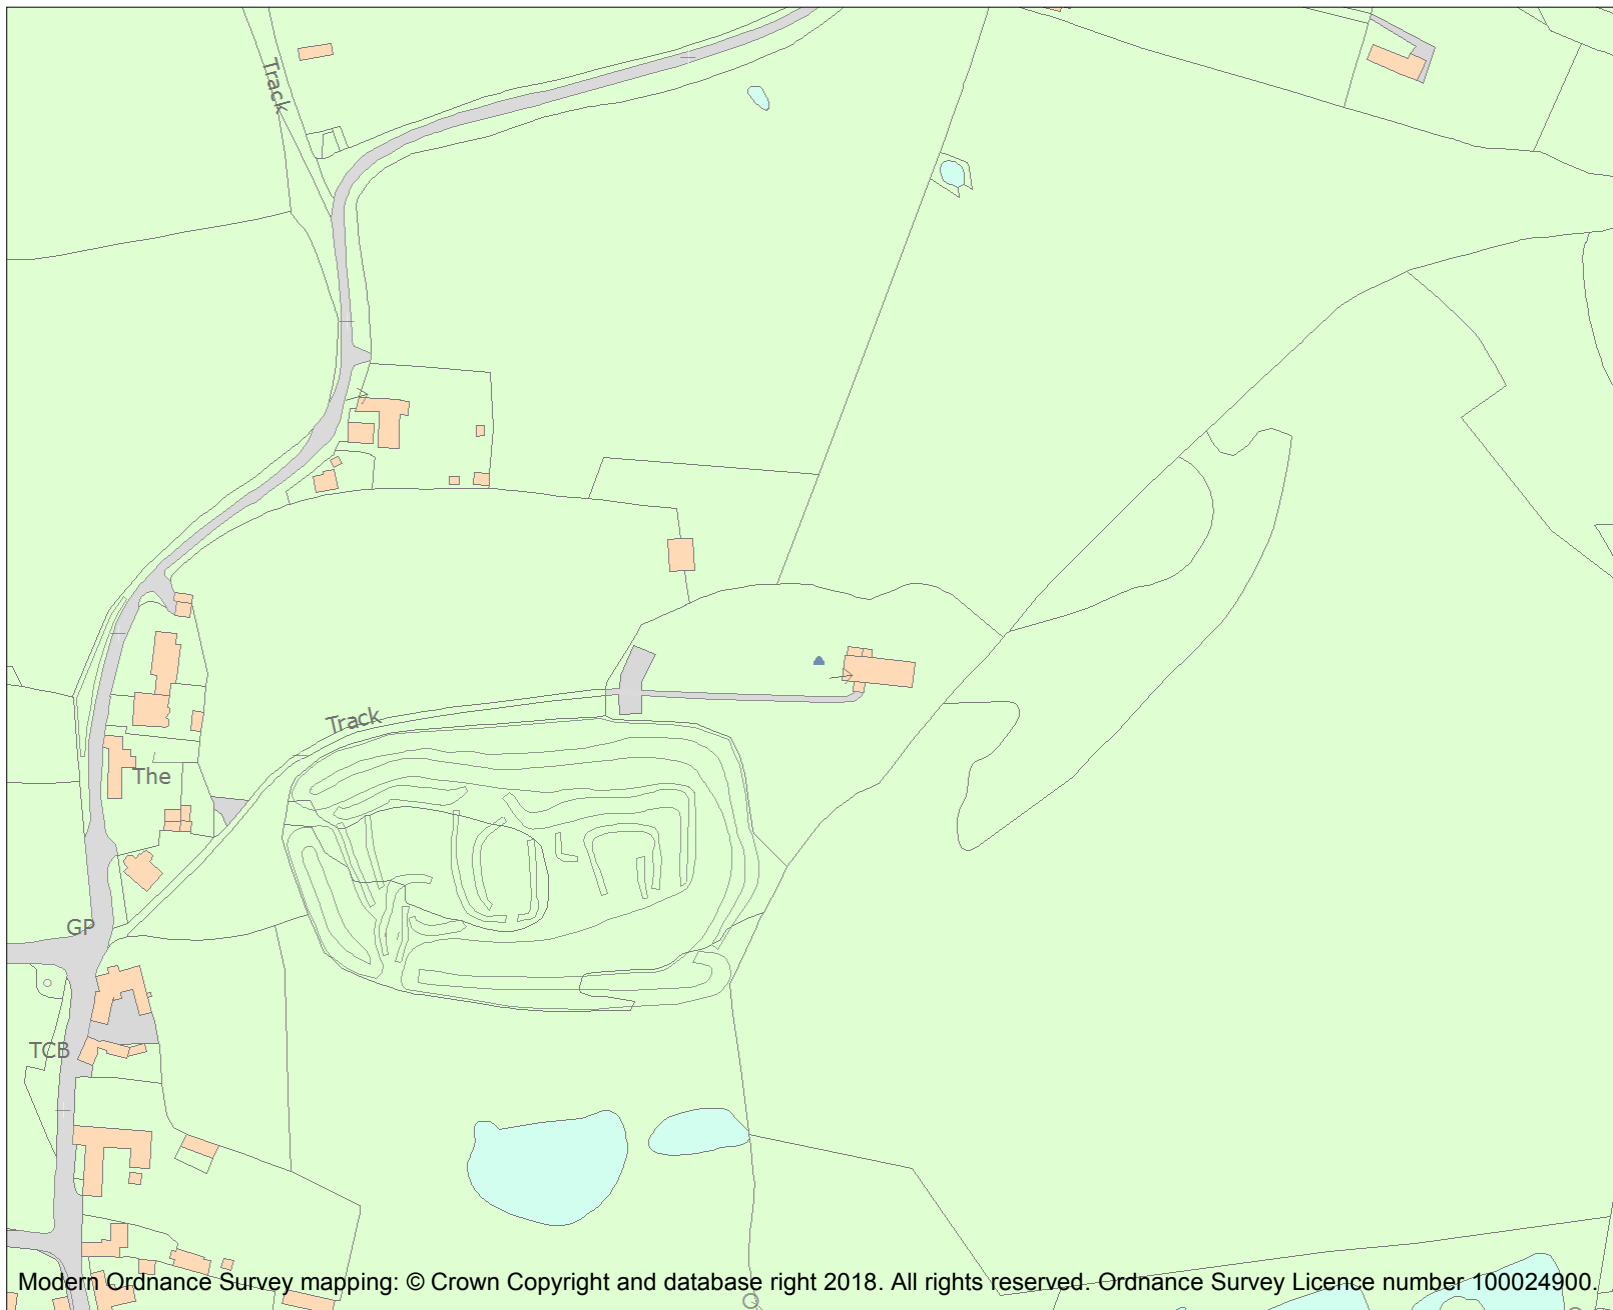 Track
Track
The
GP
TCB
Modern Ordnance Survey mapping: © Crown Copyright and database right 2018. All rights reserved. Ordnance Survey Licence number 100024900.